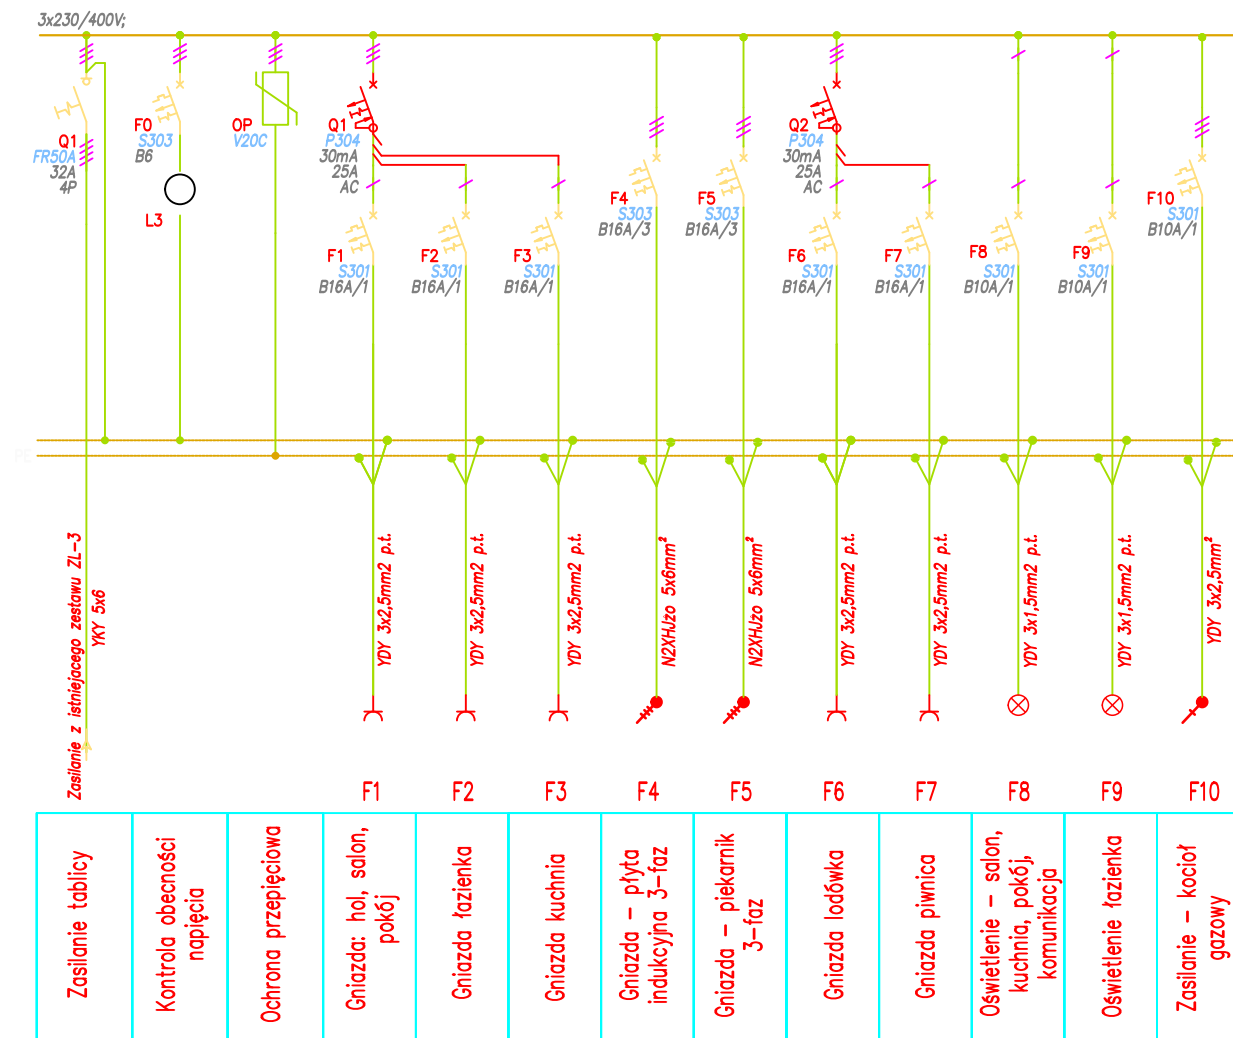 3x230/400V;
Q1
FR50A
32A
4P
F0
S303
B6
L3
OP
V20C
Q1
P304
30mA
25A
AC
F1
S301
B16A/1
F2
S301
B16A/1
F3
S301
B16A/1
F4
S303
B16A/3
F5
S303
B16A/3
Q2
P304
30mA
25A
AC
F6
S301
B16A/1
F7
S301
B16A/1
F8
S301
B10A/1
F9
S301
B10A/1
F10
S301
B10A/1
Zasilanie z istniejacego zestawu ZL-3
YKY 5x6
YDY 3x2,5mm2 p.t.
YDY 3x2,5mm2 p.t.
YDY 3x2,5mm2 p.t.
N2XHJżo 5x6mm²
N2XHJżo 5x6mm²
YDY 3x2,5mm2 p.t.
YDY 3x2,5mm2 p.t.
YDY 3x1,5mm2 p.t.
YDY 3x1,5mm2 p.t.
YDY 3x2,5mm²
F1
F2
F3
F4
F5
F6
F7
F8
F9
F10
Zasilanie tablicy
Kontrola obecności
napięcia
Ochrona przepięciowa
Gniazda: hol, salon,
pokój
Gniazda łazienka
Gniazda kuchnia
Gniazda - płyta
indukcyjna 3-faz
Gniazda - piekarnik
3-faz
Gniazda lodówka
Gniazda piwnica
Oświetlenie - salon,
kuchnia, pokój,
komunikacja
Oświetlenie łazienka
Zasilanie - kocioł
gazowy